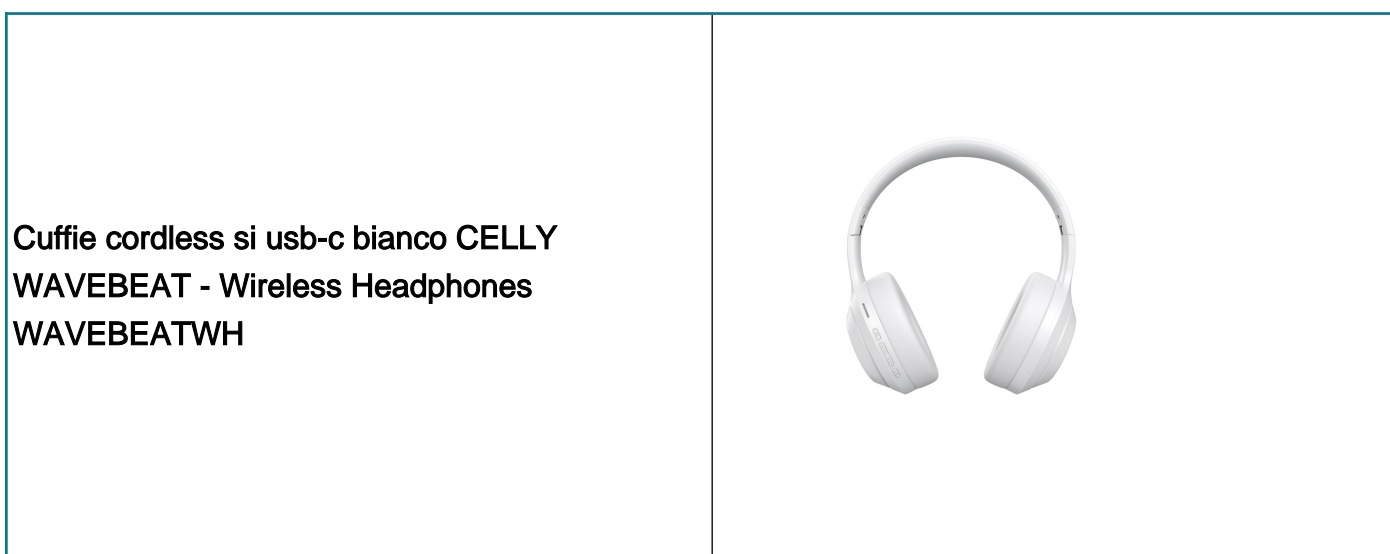 Cuffie cordless si usb-c bianco CELLY
WAVEBEAT - Wireless Headphones
WAVEBEATWH